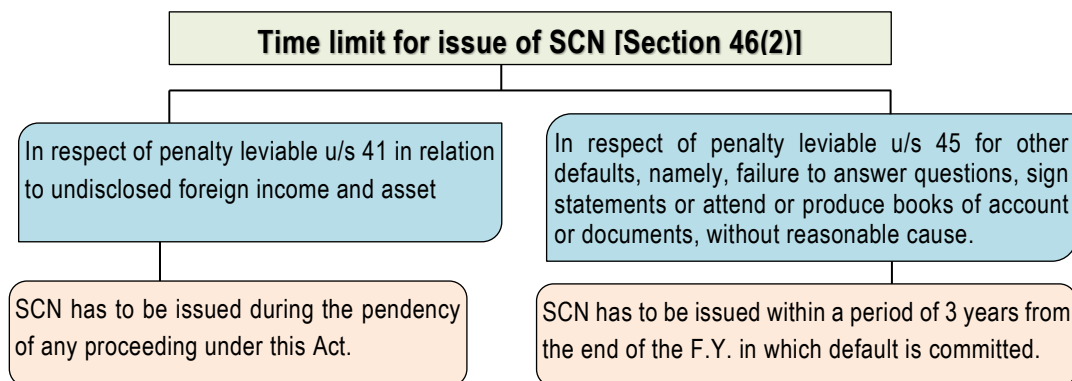 Time limit for issue of SCN [Section 46(2)]
In respect of penalty leviable u/s 41 in relation
to undisclosed foreign income and asset
In respect of penalty leviable u/s 45 for other
defaults, namely, failure to answer questions, sign
statements or attend or produce books of account
or documents, without reasonable cause.
SCN has to be issued during the pendency
of any proceeding under this Act.
SCN has to be issued within a period of 3 years from
the end of the F.Y. in which default is committed.